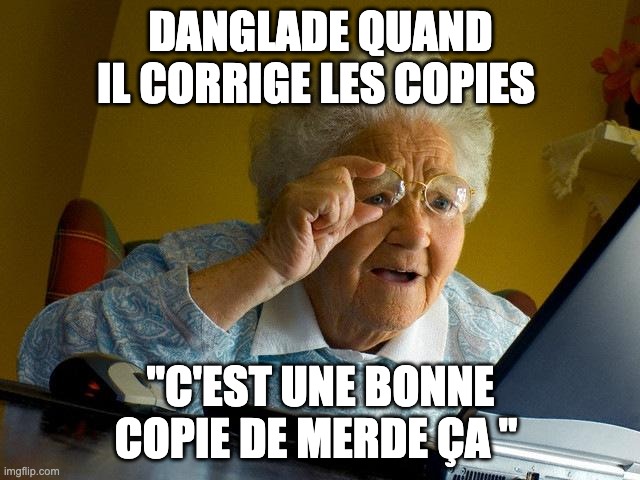 DANGLADE QUAND
IL CORRIGE LES COPIES
"C'EST UNE BONNE
COPIE DE MERDE ÇA "
imgflip.com